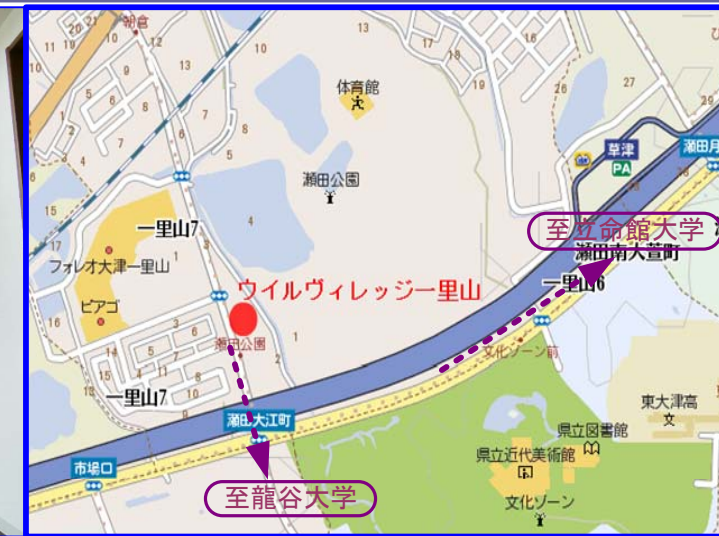 朝倉
体育館
瀬田公園
草津
PA
一里山7
フォレオ大津一里山
ピアゴ
至立命館大学
瀬田南大萱町
一里山6
ウイルヴィレッジ一里山
瀬田公園
文化ゾーン前
一里山7
瀬田大江町
市場口
東大津高
県立図書館
県立近代美術館
文化ゾーン
至龍谷大学